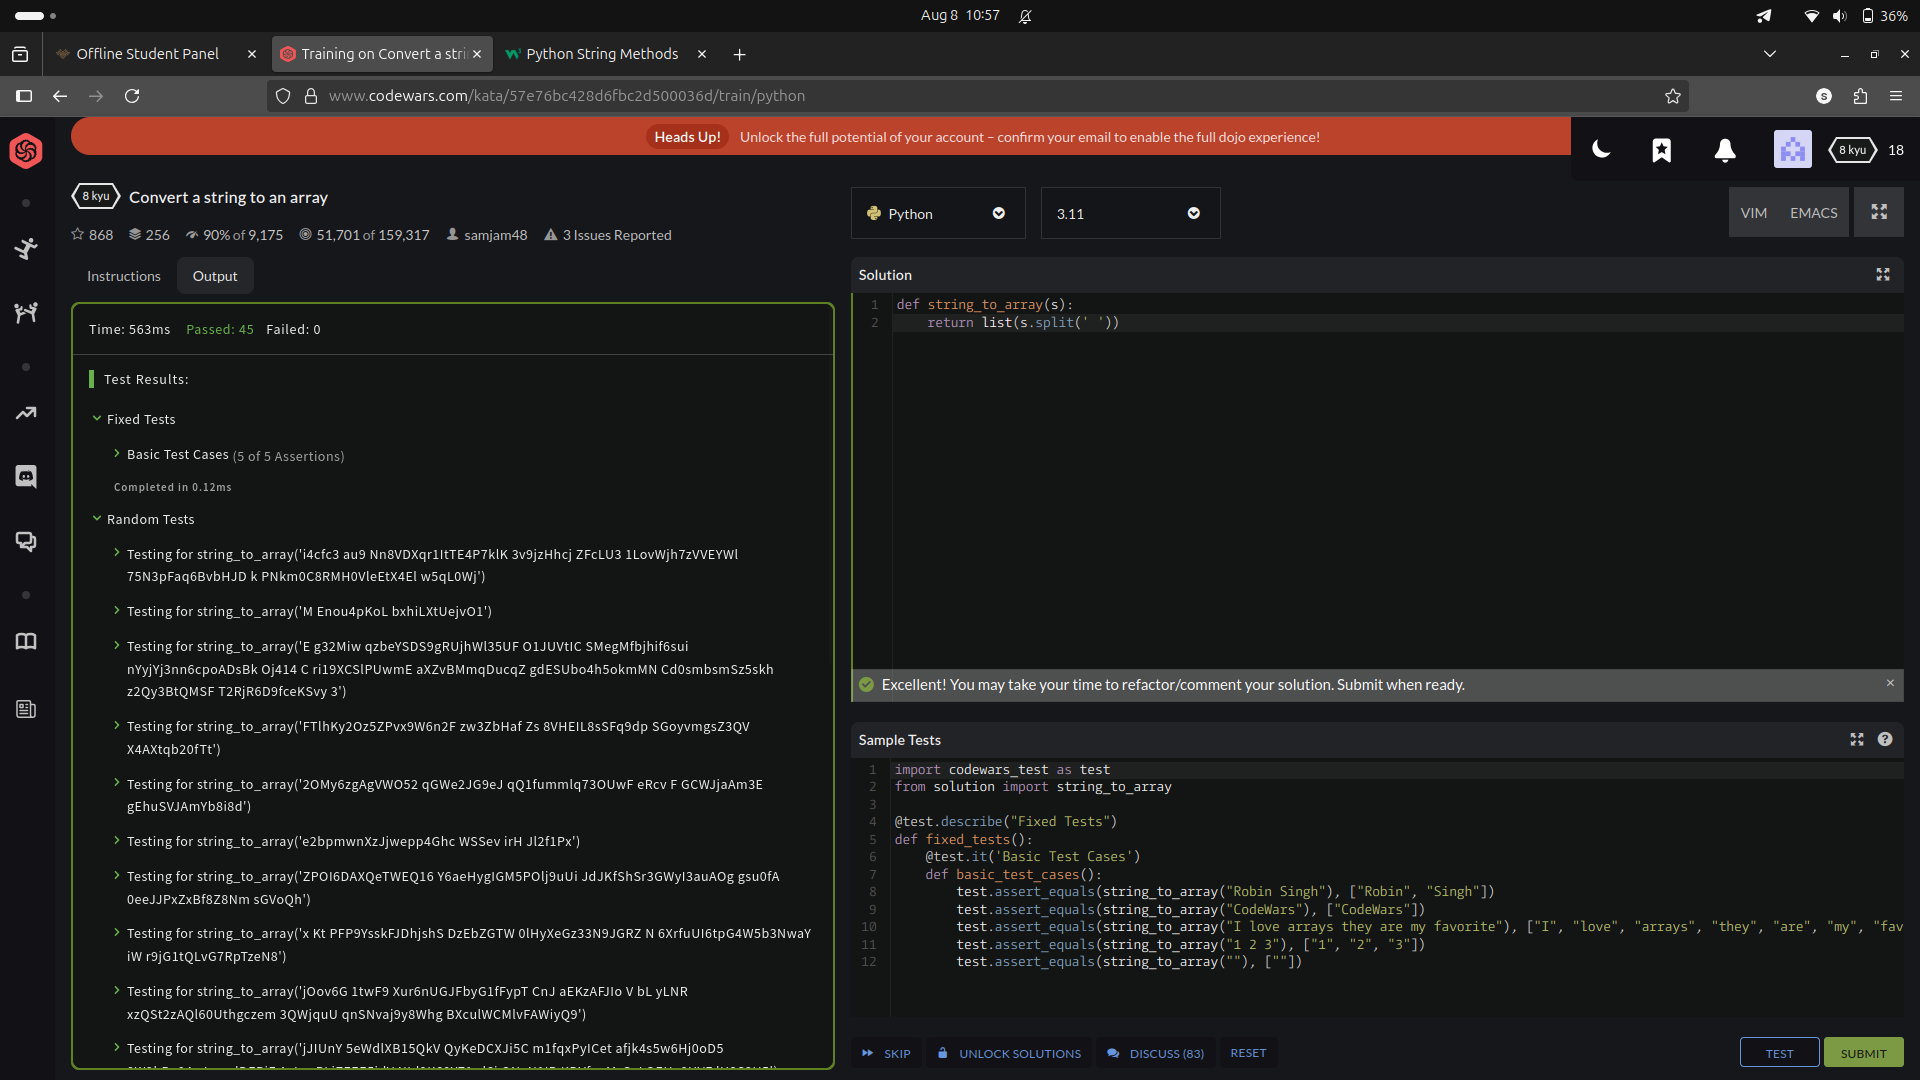 Aug 8 10:57
36%
Offline Student Panel
Training on Convert a stri
Python String Methods
www.codewars.com/kata/57e76bc428d6fbc2d500036d/train/python
S
Heads Up! Unlock the full potential of your account – confirm your email to enable the full dojo experience!
8 kyu 18
8 kyu Convert a string to an array
868 256 90% of 9,175 51,701 of 159,317 samjam48 3 Issues Reported
Instructions Output
Time: 563ms Passed: 45 Failed: 0
Test Results:
Fixed Tests
Basic Test Cases (5 of 5 Assertions)
Completed in 0.12ms
Random Tests
Testing for string_to_array('i4cfc3 au9 Nn8VDXqr1ItTE4P7klK 3v9jzHhcj ZFcLU3 1LovWjh7zVVEYWl
75N3pFaq6BvbHJD k PNkm0C8RMH0VleEtX4El w5qL0Wj')
Testing for string_to_array('M Enou4pKoL bxhiLXtUejvO1')
Testing for string_to_array('E g32Miw qzbeYSDS9gRUjhWl35UF O1JUVtIC SMegMfbjhif6sui
nYyjYj3nn6cpoADsBk Oj414 C ri19XCSlPUwmE aXZvBMmqDucqZ gdESUbo4h5okmMN Cd0smbsmSz5skh
z2Qy3BtQMSF T2RjR6D9fceKSvy 3')
Testing for string_to_array('FTlhKy2Oz5ZPvx9W6n2F zw3ZbHaf Zs 8VHEIL8sSFq9dp SGoyvmgsZ3QV
X4AXtqb20fTt')
Testing for string_to_array('2OMy6zgAgVWO52 qGWe2JG9eJ qQ1fummlq73OUwF eRcv F GCWJjaAm3E
gEhuSVJAmYb8i8d')
Testing for string_to_array('e2bpmwnXzJjwepp4Ghc WSSev irH Jl2f1Px')
Testing for string_to_array('ZPOI6DAXQeTWEQ16 Y6aeHygIGM5POlj9uUi JdJKfShSr3GWyI3auAOg gsu0fA
0eeJJPxZxBf8Z8Nm sGVoQh')
Testing for string_to_array('x Kt PFP9YsskFJDhjshS DzEbZGTW 0lHyXeGz33N9JGRZ N 6XrfuUI6tpG4W5b3NwaY
iW r9jG1tQLvG7RpTzeN8')
Testing for string_to_array('jOov6G 1twF9 Xur6nUGJFbyG1fFypT CnJ aEKzAFJIo V bL yLNR
xzQSt2zAQl60Uthgczem 3QWjquU qnSNvaj9y8Whg BXculWCMlvFAWiyQ9')
Testing for string_to_array('jJIUnY 5eWdlXB15QkV QyKeDCXJi5C m1fqxPyICet afjk4s5w6Hj0oD5
Python 3.11 VIM EMACS
Solution
1 def string_to_array(s):
2 return list(s.split(' '))
Excellent! You may take your time to refactor/comment your solution. Submit when ready.
Sample Tests
1 import codewars_test as test
2 from solution import string_to_array
3
4 @test.describe("Fixed Tests")
5 def fixed_tests():
6 @test.it('Basic Test Cases')
7 def basic_test_cases():
8 test.assert_equals(string_to_array("Robin Singh"), ["Robin", "Singh"])
9 test.assert_equals(string_to_array("CodeWars"), ["CodeWars"])
10 test.assert_equals(string_to_array("I love arrays they are my favorite"), ["I", "love", "arrays", "they", "are", "my", "fav
11 test.assert_equals(string_to_array("1 2 3"), ["1", "2", "3"])
12 test.assert_equals(string_to_array(""), [""])
SKIP UNLOCK SOLUTIONS DISCUSS (83) RESET TEST SUBMIT